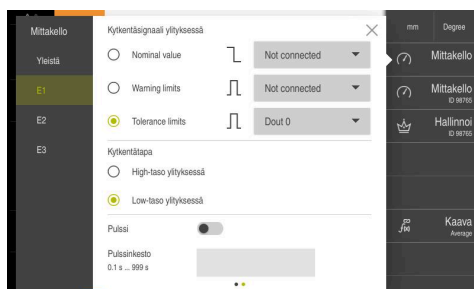 Mittakello
Yleistä
E1
E2
E3
Kytkentäsignaali ylityksessä
Nominal value
Not connected
Warning limits
Not connected
Tolerance limits
Dout 0
Kytkentätapa
High-taso ylityksessä
Low-taso ylityksessä
Pulssi
Pulssinkesto
0.1 s ... 999 s
mm
Degree
Mittakello
Mittakello
ID 98765
Hallinnoi
ID 98765
Kaava
Average